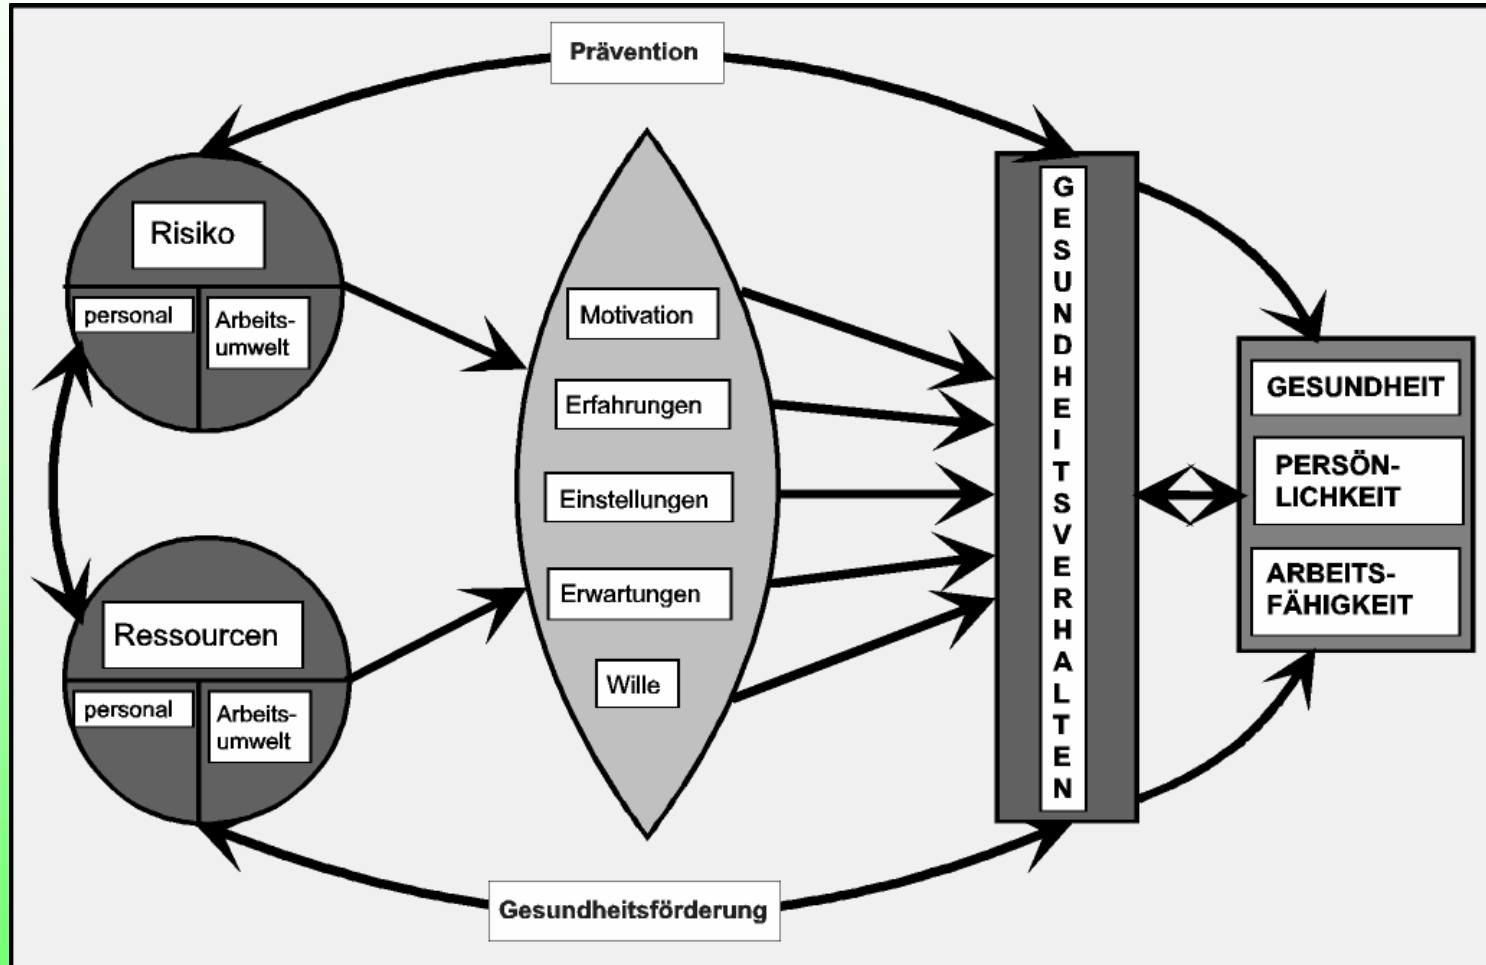 Prävention
Risiko
personal
Arbeits-
umwelt
Ressourcen
personal
Arbeits-
umwelt
Motivation
Erfahrungen
Einstellungen
Erwartungen
Wille
GESUNDHEITSVERHALTEN
GESUNDHEIT
PERSÖN-
LICHKEIT
ARBEITS-
FÄHIGKEIT
Gesundheitsförderung